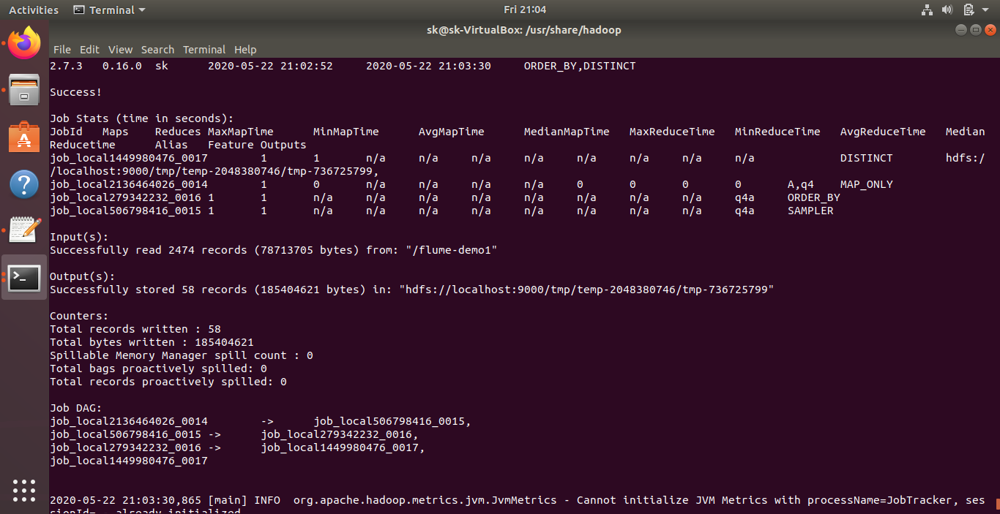 Activities Terminal Fri 21:04
sk@sk-VirtualBox: /usr/share/hadoop
File Edit View Search Terminal Help
2.7.3 0.16.0 sk 2020-05-22 21:02:52 2020-05-22 21:03:30 ORDER_BY,DISTINCT
Success!
Job Stats (time in seconds):
JobId Maps Reduces MaxMapTime MinMapTime AvgMapTime MedianMapTime MaxReduceTime MinReduceTime AvgReduceTime Median
Reducetime Alias Feature Outputs
job_local1449980476_0017 1 1 n/a n/a n/a n/a n/a n/a n/a n/a DISTINCT hdfs:/
/localhost:9000/tmp/temp-2048380746/tmp-736725799,
job_local2136464026_0014 1 0 n/a n/a n/a n/a 0 0 0 0 A,q4 MAP_ONLY
job_local279342232_0016 1 1 n/a n/a n/a n/a n/a n/a n/a n/a q4a ORDER_BY
job_local506798416_0015 1 1 n/a n/a n/a n/a n/a n/a n/a n/a q4a SAMPLER
Input(s):
Successfully read 2474 records (78713705 bytes) from: "/flume-demo1"
Output(s):
Successfully stored 58 records (185404621 bytes) in: "hdfs://localhost:9000/tmp/temp-2048380746/tmp-736725799"
Counters:
Total records written : 58
Total bytes written : 185404621
Spillable Memory Manager spill count : 0
Total bags proactively spilled: 0
Total records proactively spilled: 0
Job DAG:
job_local2136464026_0014 -> job_local506798416_0015,
job_local506798416_0015 -> job_local279342232_0016,
job_local279342232_0016 -> job_local1449980476_0017,
job_local1449980476_0017
2020-05-22 21:03:30,865 [main] INFO org.apache.hadoop.metrics.jvm.JvmMetrics - Cannot initialize JVM Metrics with processName=JobTracker, ses
sionId= - already initialized